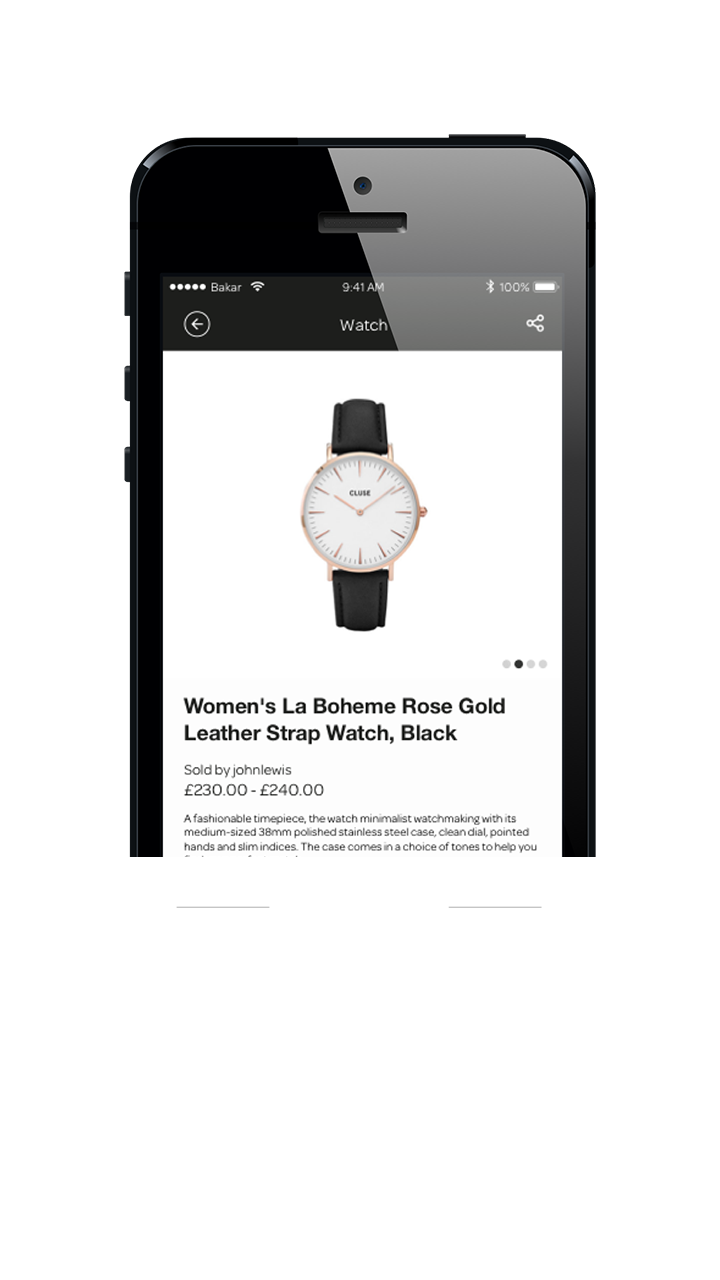 Bakar 9:41 AM 100%
Watch
CLUSE
Women's La Boheme Rose Gold
Leather Strap Watch, Black
Sold by johnlewis
£230.00 - £240.00
A fashionable timepiece, the watch minimalist watchmaking with its
medium-sized 38mm polished stainless steel case, clean dial, pointed
hands and slim indices. The case comes in a choice of tones to help you